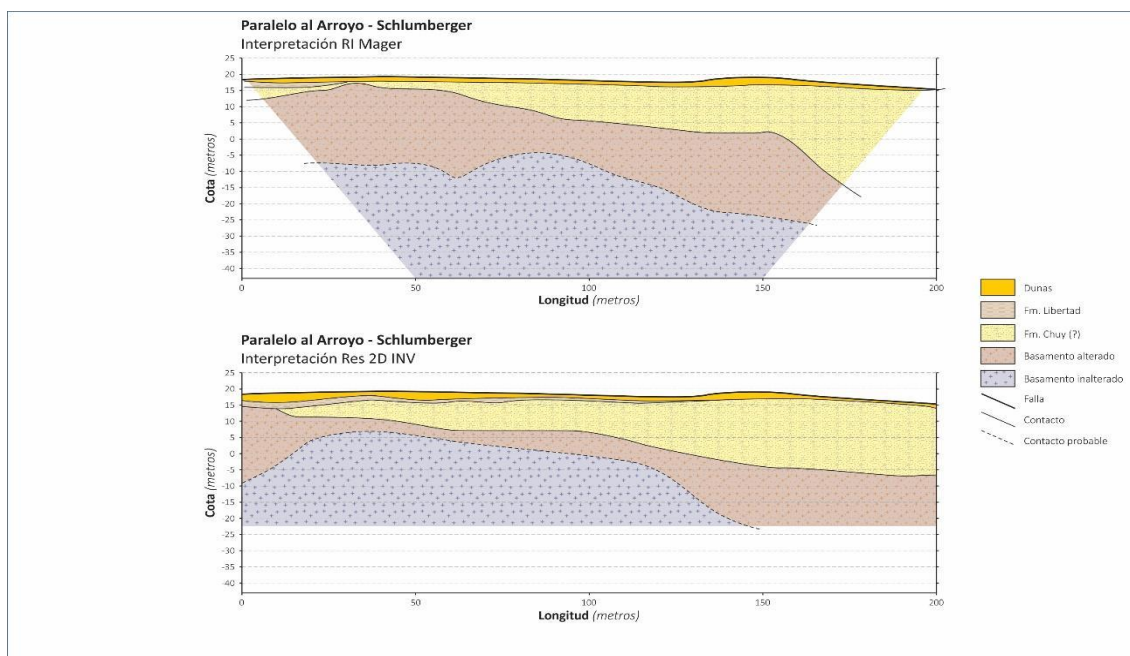 Paralelo al Arroyo - Schlumberger
Interpretación RI Mager
25
20
15
10
5
0
-5
-10
-15
-20
-25
-30
-35
-40
Cota (metros)
0
50
100
150
200
Longitud (metros)
Paralelo al Arroyo - Schlumberger
Interpretación Res 2D INV
25
20
15
10
5
0
-5
-10
-15
-20
-25
-30
-35
-40
Cota (metros)
0
50
100
150
200
Longitud (metros)
Dunas
Fm. Libertad
Fm. Chuy (?)
Basamento alterado
Basamento inalterado
Falla
Contacto
Contacto probable